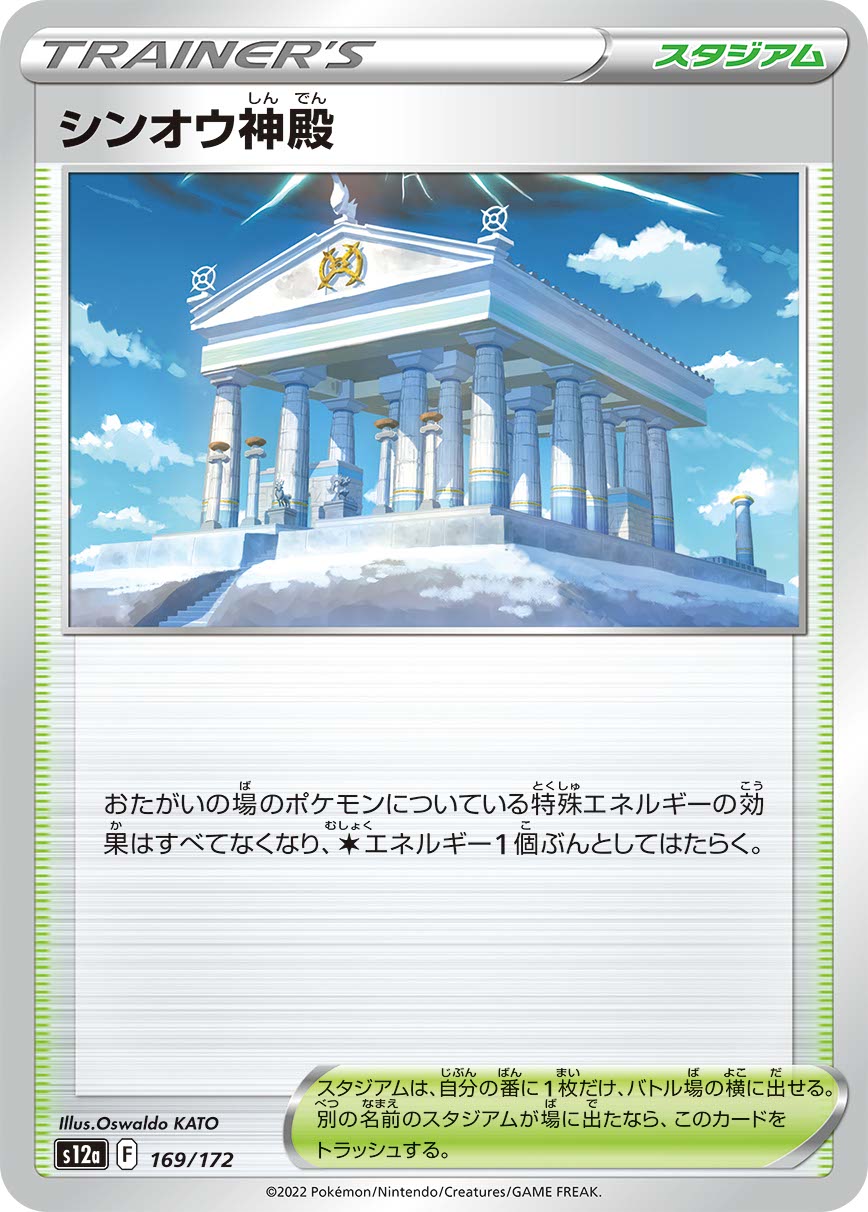 TRAINER'S
スタジアム
しん でん
シンオウ神殿
ば とくしゅ こう
おたがいの場のポケモンについている特殊エネルギーの効
か むしょく こ
果はすべてなくなり、エネルギー1個ぶんとしてはたらく。
じぶん ばん まい ば よこ だ
スタジアムは、自分の番に1枚だけ、バトル場の横に出せる。
べつ なまえ ば で
別の名前のスタジアムが場に出たなら、このカードを
トラッシュする。
Illus.Oswaldo KATO
s12a F 169/172
©2022 Pokémon/Nintendo/Creatures/GAME FREAK.